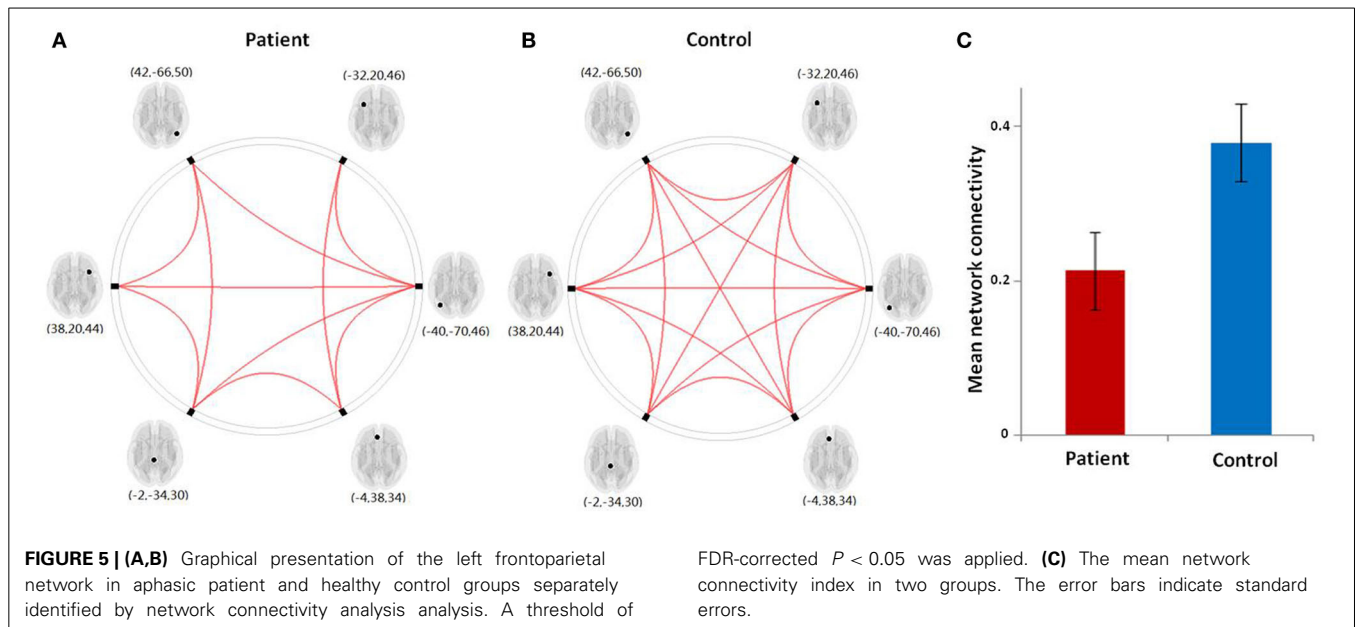 A
Patient
B
Control
C
(42,-66,50)
(-32,20,46)
(42,-66,50)
(-32,20,46)
(38,20,44)
(-40,-70,46)
(38,20,44)
(-40,-70,46)
(-2,-34,30)
(-4,38,34)
(-2,-34,30)
(-4,38,34)
Mean network connectivity
0.4
0.2
0
Patient
Control
FIGURE 5 | (A,B) Graphical presentation of the left frontoparietal
network in aphasic patient and healthy control groups separately
identified by network connectivity analysis analysis. A threshold of
FDR-corrected P < 0.05 was applied. (C) The mean network
connectivity index in two groups. The error bars indicate standard
errors.